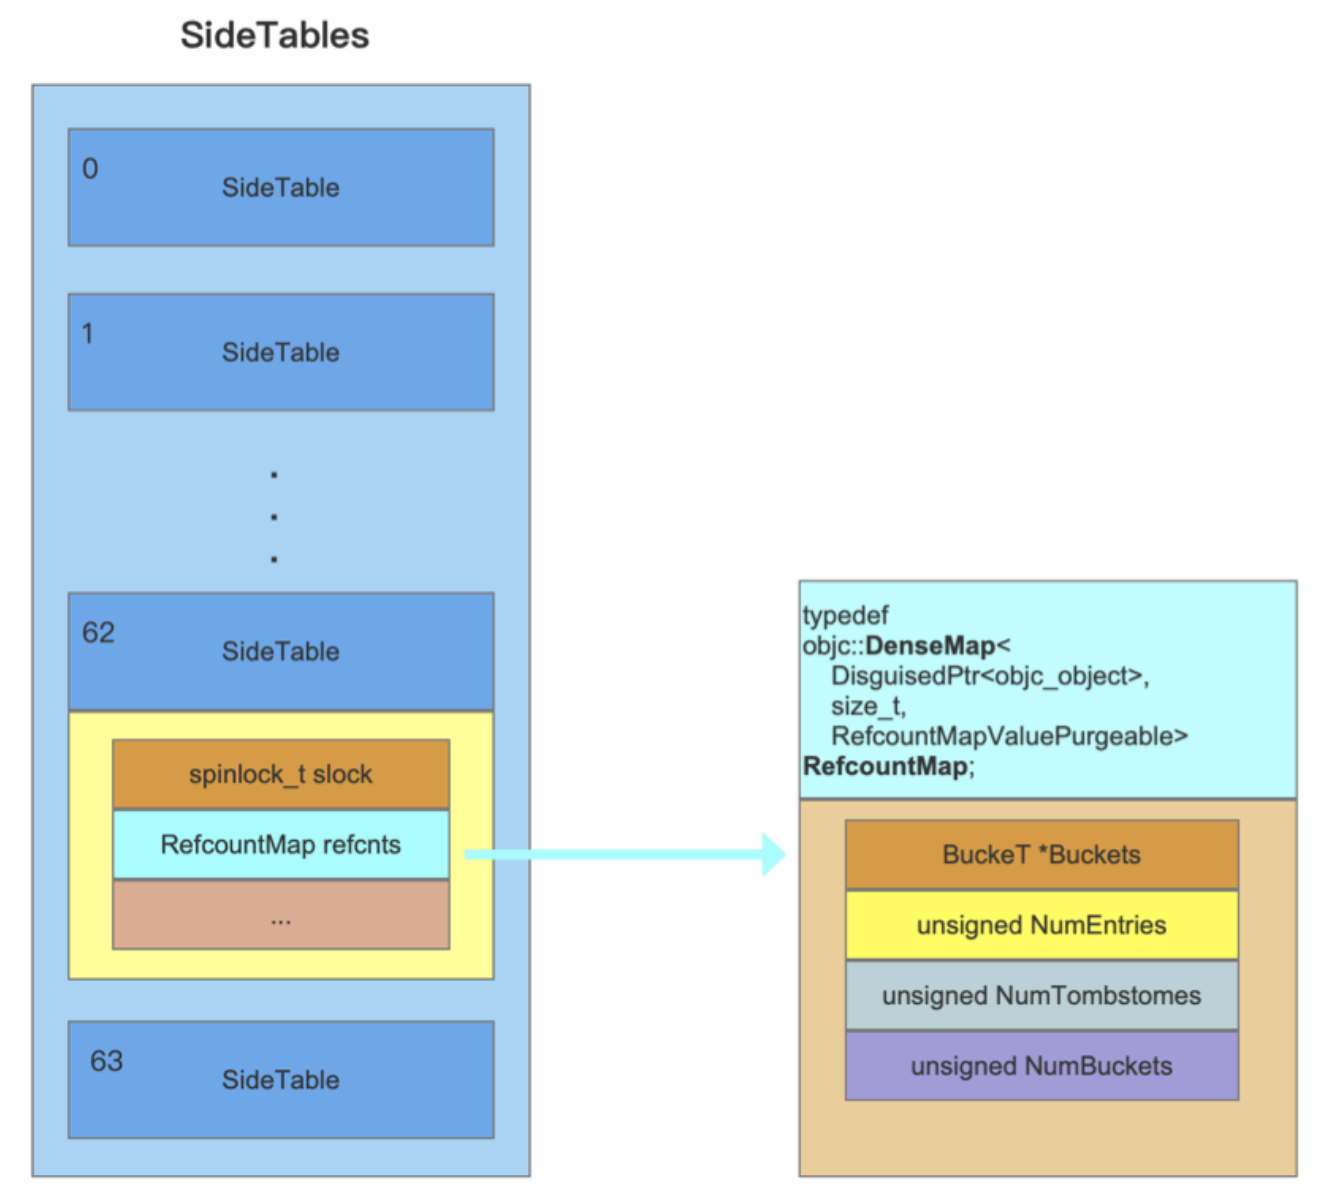 SideTables
0
SideTable
1
SideTable
.
.
.
62
SideTable
spinlock_t slock
RefcountMap refcnts
...
63
SideTable
typedef
objc::DenseMap<
DisguisedPtr<objc_object>,
size_t,
RefcountMapValuePurgeable>
RefcountMap;
BuckeT *Buckets
unsigned NumEntries
unsigned NumTombstomes
unsigned NumBuckets